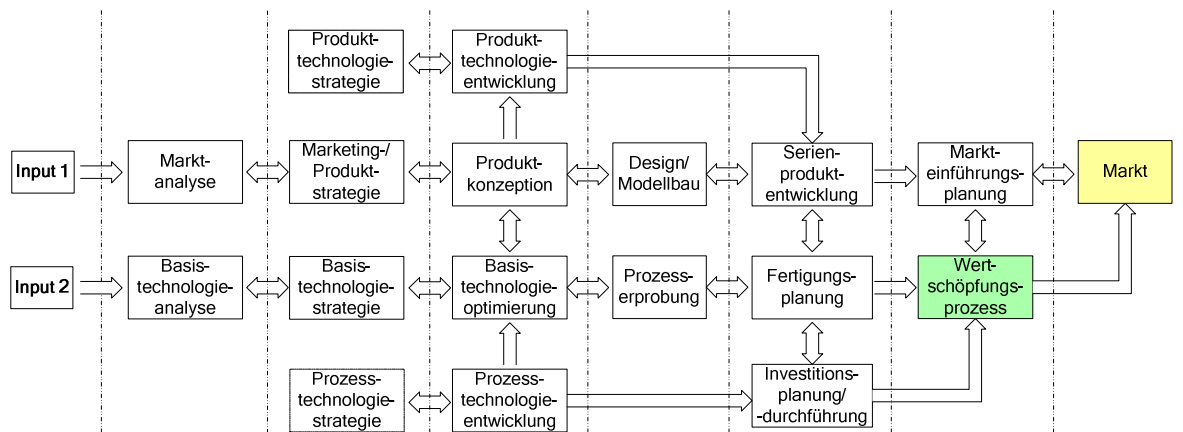 Produkt-
technologie-
strategie
Produkt-
technologie-
entwicklung
Input 1
Markt-
analyse
Marketing-/
Produkt-
strategie
Produkt-
konzeption
Design/
Modellbau
Serien-
produkt-
entwicklung
Markt-
einführungs-
planung
Markt
Input 2
Basis-
technologie-
analyse
Basis-
technologie-
strategie
Basis-
technologie-
optimierung
Prozess-
erprobung
Fertigungs-
planung
Wert-
schöpfungs-
prozess
Prozess-
technologie-
strategie
Prozess-
technologie-
entwicklung
Investitions-
planung/
-durchführung